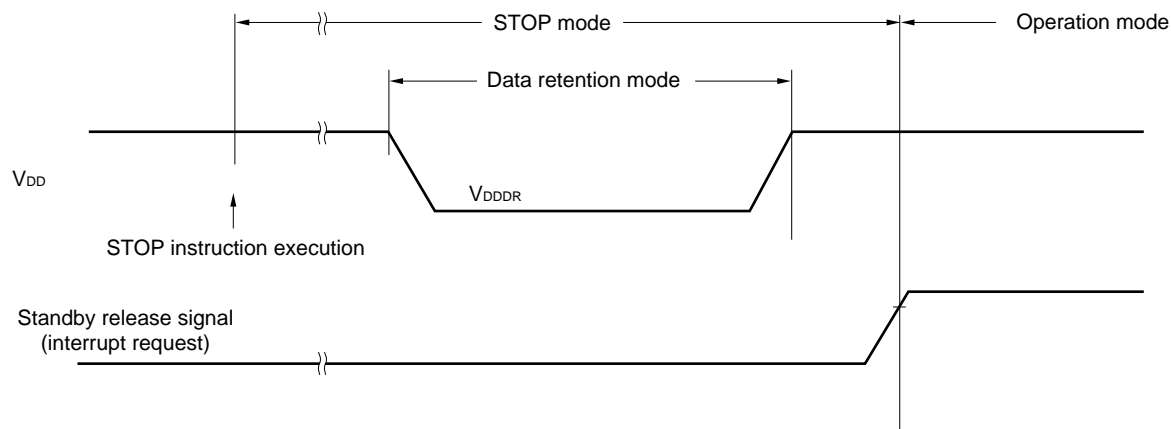 STOP mode
Operation mode
Data retention mode
VDD
VDDDR
STOP instruction execution
Standby release signal
(interrupt request)